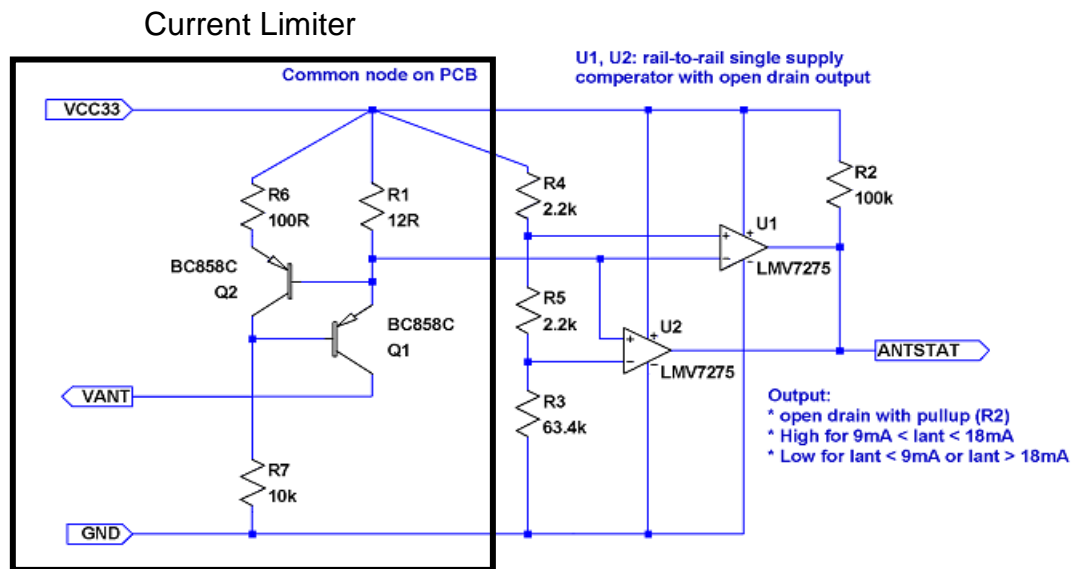 Current Limiter
Common node on PCB
U1, U2: rail-to-rail single supply
comperator with open drain output
VCC33
R6
100R
R1
12R
R4
2.2k
R2
100k
U1
+
-
+
-
LMV7275
BC858C
Q2
BC858C
Q1
R5
2.2k
U2
+
-
+
-
LMV7275
ANTSTAT
VANT
R3
63.4k
Output:
* open drain with pullup (R2)
* High for 9mA < Iant < 18mA
* Low for Iant < 9mA or Iant > 18mA
R7
10k
GND